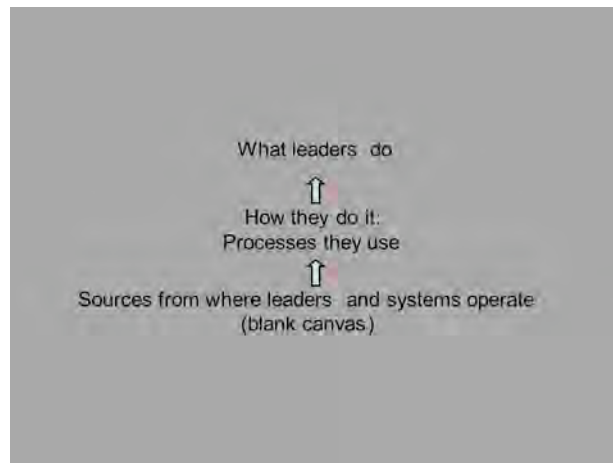 What leaders do
How they do it:
Processes they use
Sources from where leaders and systems operate
(blank canvas)